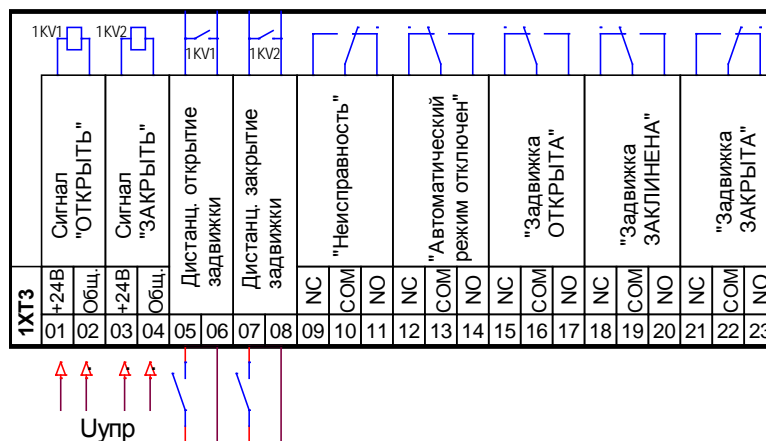 1KV1
1KV2
1KV1
1KV2
Сигнал
"ОТКРЫТЬ"
Сигнал
"ЗАКРЫТЬ"
Дистанц. открытие
задвижки
Дистанц. закрытие
задвижки
"Неисправность"
"Автоматический
режим отключен"
"Задвижка
ОТКРЫТА"
"Задвижка
ЗАКЛИНЕНА"
"Задвижка
ЗАКРЫТА"
1XT3
+24В Общ. +24В Общ. NC COM NO NC COM NO NC COM NO NC COM NO NC COM NO
01 02 03 04 05 06 07 08 09 10 11 12 13 14 15 16 17 18 19 20 21 22 23
Uупр